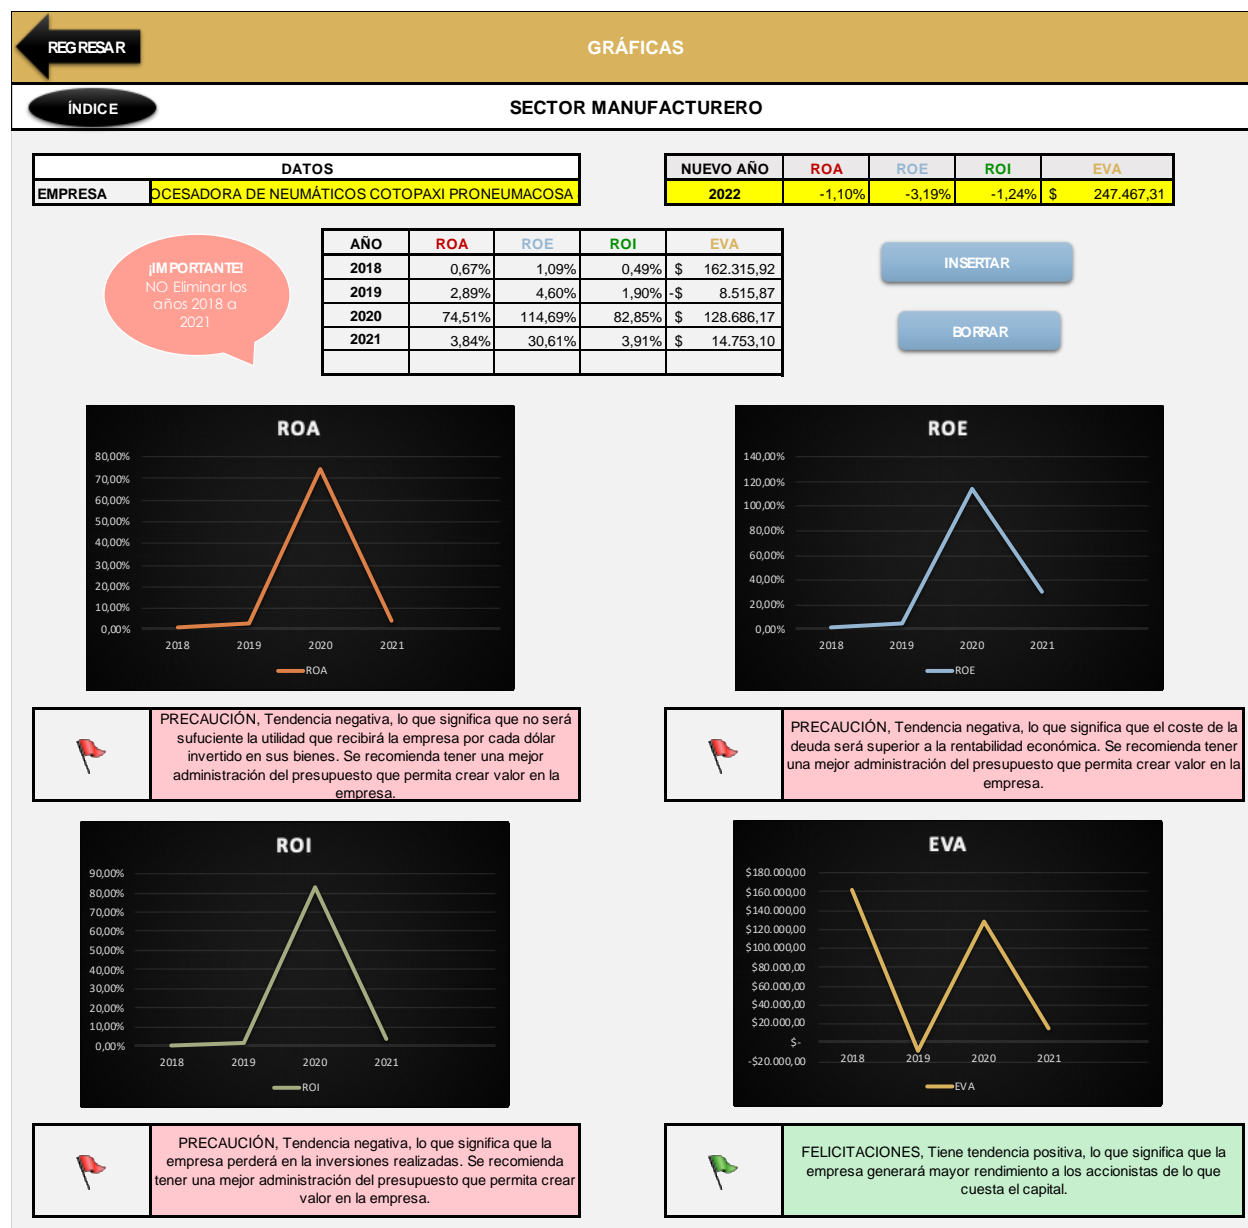 REGRESAR
GRÁFICAS
ÍNDICE
SECTOR MANUFACTURERO
DATOS
EMPRESA OCESADORA DE NEUMÁTICOS COTOPAXI PRONEUMACOSA
NUEVO AÑO ROA ROE ROI EVA
2022 -1,10% -3,19% -1,24% $ 247.467,31
¡IMPORTANTE!
NO Eliminar los
años 2018 a
2021
AÑO ROA ROE ROI EVA
2018 0,67% 1,09% 0,49% $ 162.315,92
2019 2,89% 4,60% 1,90% -$ 8.515,87
2020 74,51% 114,69% 82,85% $ 128.686,17
2021 3,84% 30,61% 3,91% $ 14.753,10
INSERTAR
BORRAR
ROA
80,00%
70,00%
60,00%
50,00%
40,00%
30,00%
20,00%
10,00%
0,00%
2018 2019 2020 2021
ROA
ROE
140,00%
120,00%
100,00%
80,00%
60,00%
40,00%
20,00%
0,00%
2018 2019 2020 2021
ROE
PRECAUCIÓN, Tendencia negativa, lo que significa que no será
sufuciente la utilidad que recibirá la empresa por cada dólar
invertido en sus bienes. Se recomienda tener una mejor
administración del presupuesto que permita crear valor en la
empresa.
PRECAUCIÓN, Tendencia negativa, lo que significa que el coste de la
deuda será superior a la rentabilidad económica. Se recomienda tener
una mejor administración del presupuesto que permita crear valor en la
empresa.
ROI
90,00%
80,00%
70,00%
60,00%
50,00%
40,00%
30,00%
20,00%
10,00%
0,00%
2018 2019 2020 2021
ROI
EVA
$180.000,00
$160.000,00
$140.000,00
$120.000,00
$100.000,00
$80.000,00
$60.000,00
$40.000,00
$20.000,00
$-
-$20.000,00
2018 2019 2020 2021
EVA
PRECAUCIÓN, Tendencia negativa, lo que significa que la
empresa perderá en la inversiones realizadas. Se recomienda
tener una mejor administración del presupuesto que permita crear
valor en la empresa.
FELICITACIONES, Tiene tendencia positiva, lo que significa que la
empresa generará mayor rendimiento a los accionistas de lo que
cuesta el capital.